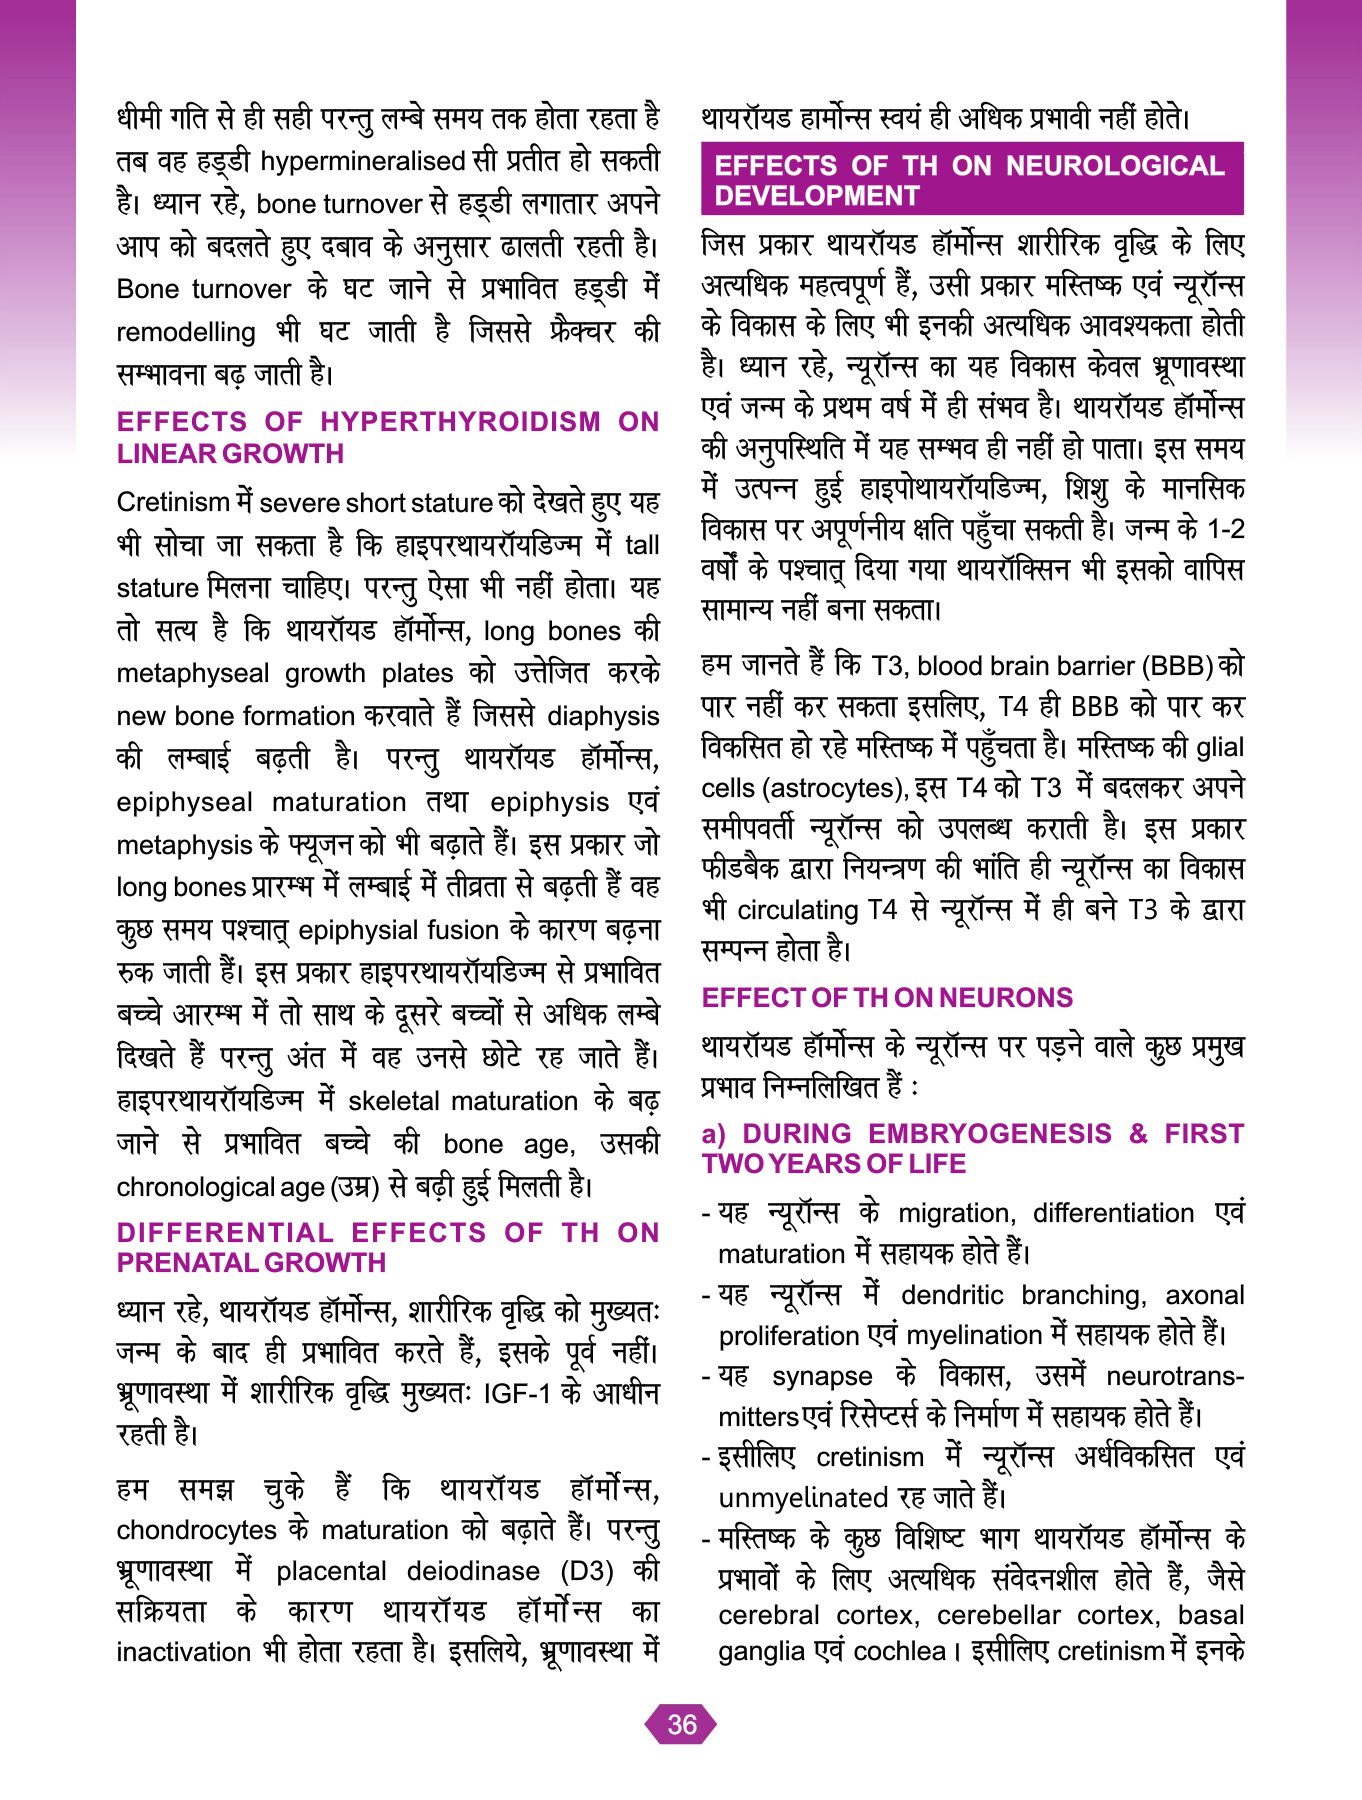 धीमी गति से ही सही परन्तु लम्बे समय तक होता रहता है
तब वह हड्डी hypermineralised सी प्रतीत हो सकती
है। ध्यान रहे, bone turnover से हड्डी लगातार अपने
आप को बदलते हुए दबाव के अनुसार ढालती रहती है।
Bone turnover के घट जाने से प्रभावित हड्डी में
remodelling भी घट जाती है जिससे फ्रैक्चर की
सम्भावना बढ़ जाती है।
EFFECTS OF HYPERTHYROIDISM ON
LINEAR GROWTH
Cretinism में severe short stature को देखते हुए यह
भी सोचा जा सकता है कि हाइपरथायरॉयडिज्म में tall
stature मिलना चाहिए। परन्तु ऐसा भी नहीं होता। यह
तो सत्य है कि थायरॉयड हॉर्मोन्स, long bones की
metaphyseal growth plates को उत्तेजित करके
new bone formation करवाते हैं जिससे diaphysis
की लम्बाई बढ़ती है। परन्तु थायरॉयड हॉर्मोन्स,
epiphyseal maturation तथा epiphysis एवं
metaphysis के फ्यूजन को भी बढ़ाते हैं। इस प्रकार जो
long bones प्रारम्भ में लम्बाई में तीव्रता से बढ़ती हैं वह
कुछ समय पश्चात् epiphysial fusion के कारण बढ़ना
रुक जाती हैं। इस प्रकार हाइपरथायरॉयडिज्म से प्रभावित
बच्चे आरम्भ में तो साथ के दूसरे बच्चों से अधिक लम्बे
दिखते हैं परन्तु अंत में वह उनसे छोटे रह जाते हैं।
हाइपरथायरॉयडिज्म में skeletal maturation के बढ़
जाने से प्रभावित बच्चे की bone age, उसकी
chronological age (उम्र) से बढ़ी हुई मिलती है।
DIFFERENTIAL EFFECTS OF TH ON
PRENATAL GROWTH
ध्यान रहे, थायरॉयड हॉर्मोन्स, शारीरिक वृद्धि को मुख्यतः
जन्म के बाद ही प्रभावित करते हैं, इसके पूर्व नहीं।
भ्रूणावस्था में शारीरिक वृद्धि मुख्यतः IGF-1 के आधीन
रहती है।
हम समझ चुके हैं कि थायरॉयड हॉर्मोन्स,
chondrocytes के maturation को बढ़ाते हैं। परन्तु
भ्रूणावस्था में placental deiodinase (D3) की
सक्रियता के कारण थायरॉयड हॉर्मोन्स का
inactivation भी होता रहता है। इसलिये, भ्रूणावस्था में
थायरॉयड हार्मोन्स स्वयं ही अधिक प्रभावी नहीं होते।
EFFECTS OF TH ON NEUROLOGICAL
DEVELOPMENT
जिस प्रकार थायरॉयड हॉर्मोन्स शारीरिक वृद्धि के लिए
अत्यधिक महत्वपूर्ण हैं, उसी प्रकार मस्तिष्क एवं न्यूरॉन्स
के विकास के लिए भी इनकी अत्यधिक आवश्यकता होती
है। ध्यान रहे, न्यूरॉन्स का यह विकास केवल भ्रूणावस्था
एवं जन्म के प्रथम वर्ष में ही संभव है। थायरॉयड हॉर्मोन्स
की अनुपस्थिति में यह सम्भव ही नहीं हो पाता। इस समय
में उत्पन्न हुई हाइपोथायरॉयडिज्म, शिशु के मानसिक
विकास पर अपूर्णनीय क्षति पहुँचा सकती है। जन्म के 1-2
वर्षों के पश्चात् दिया गया थायरॉक्सिन भी इसको वापिस
सामान्य नहीं बना सकता।
हम जानते हैं कि T3, blood brain barrier (BBB) को
पार नहीं कर सकता इसलिए, T4 ही BBB को पार कर
विकसित हो रहे मस्तिष्क में पहुँचता है। मस्तिष्क की glial
cells (astrocytes), इस T4 को T3 में बदलकर अपने
समीपवर्ती न्यूरॉन्स को उपलब्ध कराती है। इस प्रकार
फीडबैक द्वारा नियन्त्रण की भांति ही न्यूरॉन्स का विकास
भी circulating T4 से न्यूरॉन्स में ही बने T3 के द्वारा
सम्पन्न होता है।
EFFECT OF TH ON NEURONS
थायरॉयड हॉर्मोन्स के न्यूरॉन्स पर पड़ने वाले कुछ प्रमुख
प्रभाव निम्नलिखित हैं :
a) DURING EMBRYOGENESIS & FIRST
TWO YEARS OF LIFE
- यह न्यूरॉन्स के migration, differentiation एवं
maturation में सहायक होते हैं।
- यह न्यूरॉन्स में dendritic branching, axonal
proliferation एवं myelination में सहायक होते हैं।
- यह synapse के विकास, उसमें neurotrans-
mitters एवं रिसेप्टर्स के निर्माण में सहायक होते हैं।
- इसीलिए cretinism में न्यूरॉन्स अर्धविकसित एवं
unmyelinated रह जाते हैं।
- मस्तिष्क के कुछ विशिष्ट भाग थायरॉयड हॉर्मोन्स के
प्रभावों के लिए अत्यधिक संवेदनशील होते हैं, जैसे
cerebral cortex, cerebellar cortex, basal
ganglia एवं cochlea। इसीलिए cretinism में इनके
36